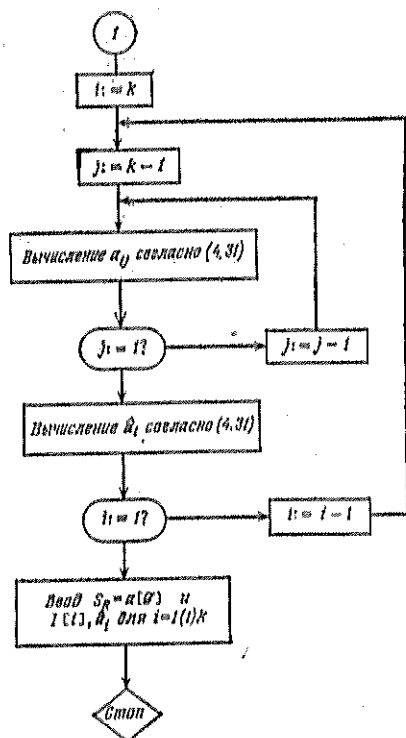 1
i: = k
j: = k − 1
Вычисление a_ij согласно (4.31)
j: = 1?
j: = j − 1
Вычисление â_i согласно (4.31)
i: = 1?
i: = i − 1
Ввод S_R = a[0] и
I[i], â_i для i=1(1)k
Стоп